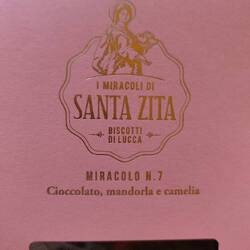 I MIRACOLI DI
SANTA ZITA
BISCOTTI
DI LUCCA
MIRACOLO N.7
Cioccolato, mandorla e camelia